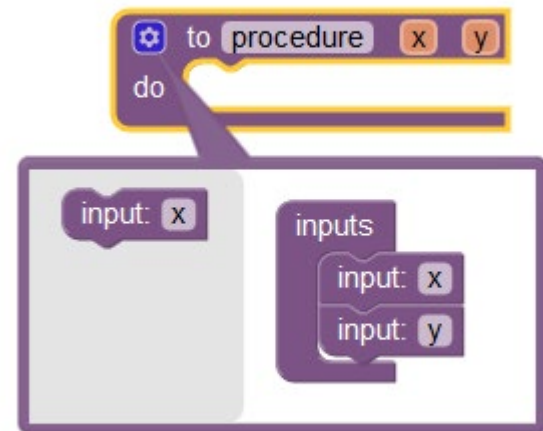 to procedure x y
do
input: x
inputs
input: x
input: y